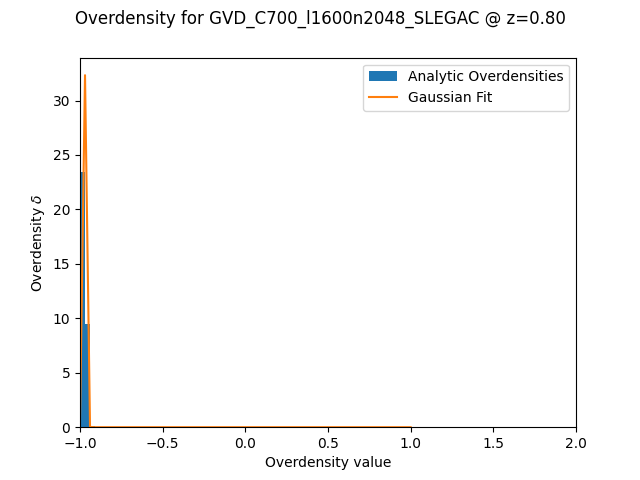 Overdensity for GVD_C700_l1600n2048_SLEGAC @ z=0.80
Analytic Overdensities
Gaussian Fit
Overdensity δ
30
25
20
15
10
5
0
−1.0 −0.5 0.0 0.5 1.0 1.5 2.0
Overdensity value